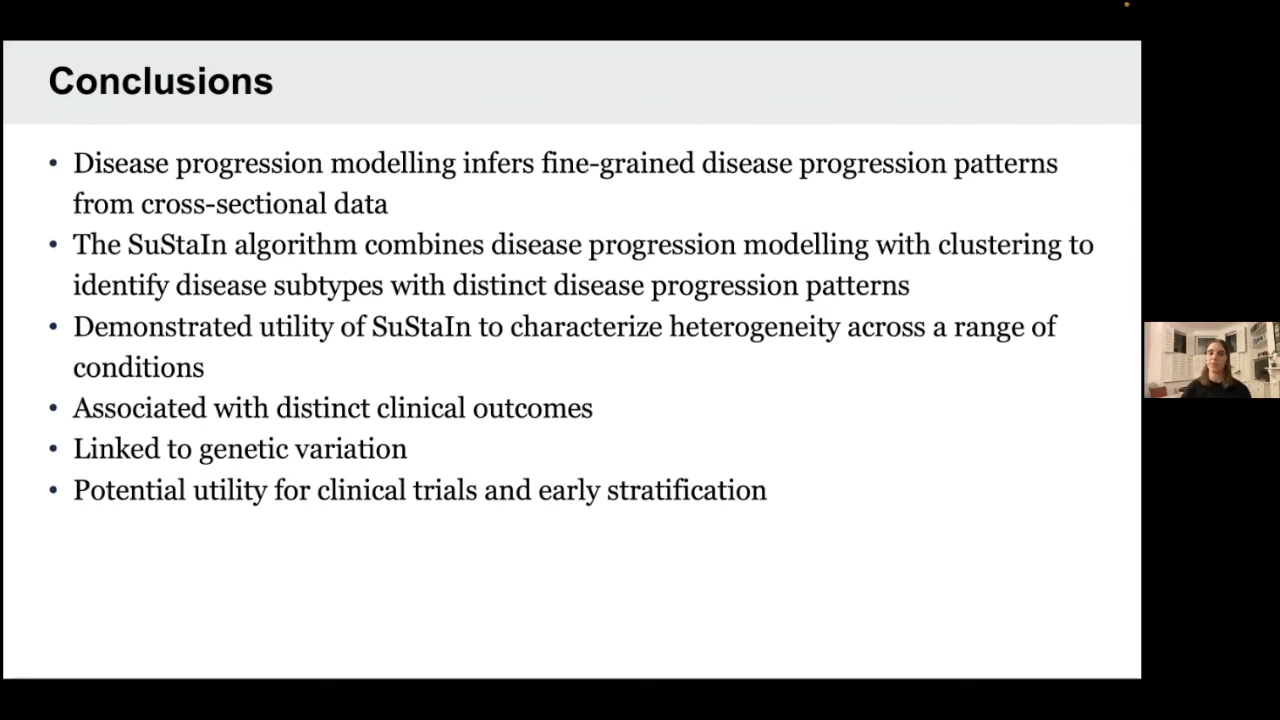 Conclusions
• Disease progression modelling infers fine-grained disease progression patterns
from cross-sectional data
• The SuStaIn algorithm combines disease progression modelling with clustering to
identify disease subtypes with distinct disease progression patterns
• Demonstrated utility of SuStaIn to characterize heterogeneity across a range of
conditions
• Associated with distinct clinical outcomes
• Linked to genetic variation
• Potential utility for clinical trials and early stratification